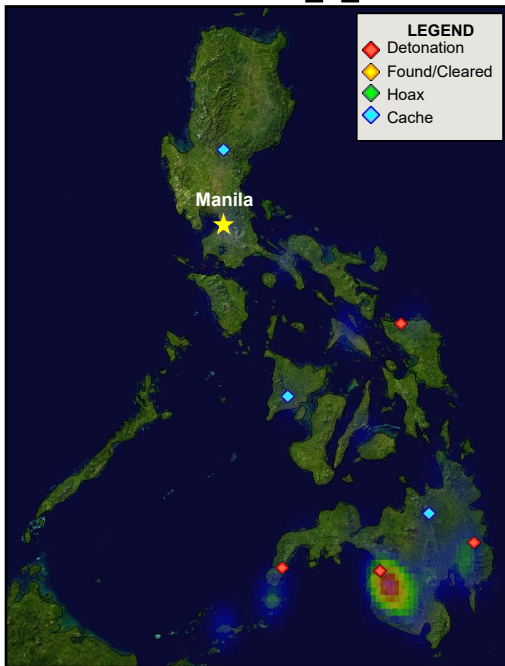 LEGEND
Detonation
Found/Cleared
Hoax
Cache
Manila